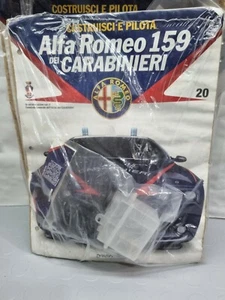 COSTRUISCI E PILOTA
COSTRUISCI E PILOTA
Alfa Romeo 159
DEI CARABINIERI
ALFA ROMEO
20